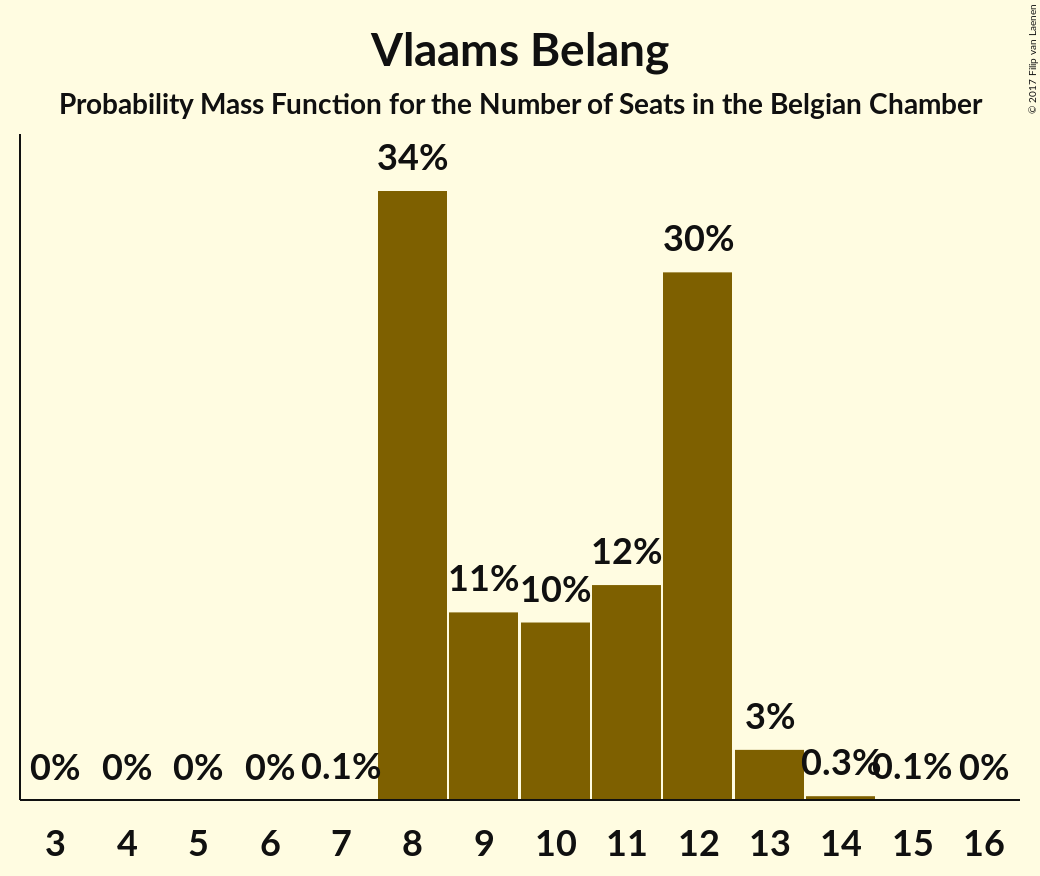 Vlaams Belang
Probability Mass Function for the Number of Seats in the Belgian Chamber
© 2017 Filip van Laenen
34%
30%
12%
11%
10%
3%
0% 0% 0% 0% 0.1% 0.3% 0.1% 0%
3 4 5 6 7 8 9 10 11 12 13 14 15 16